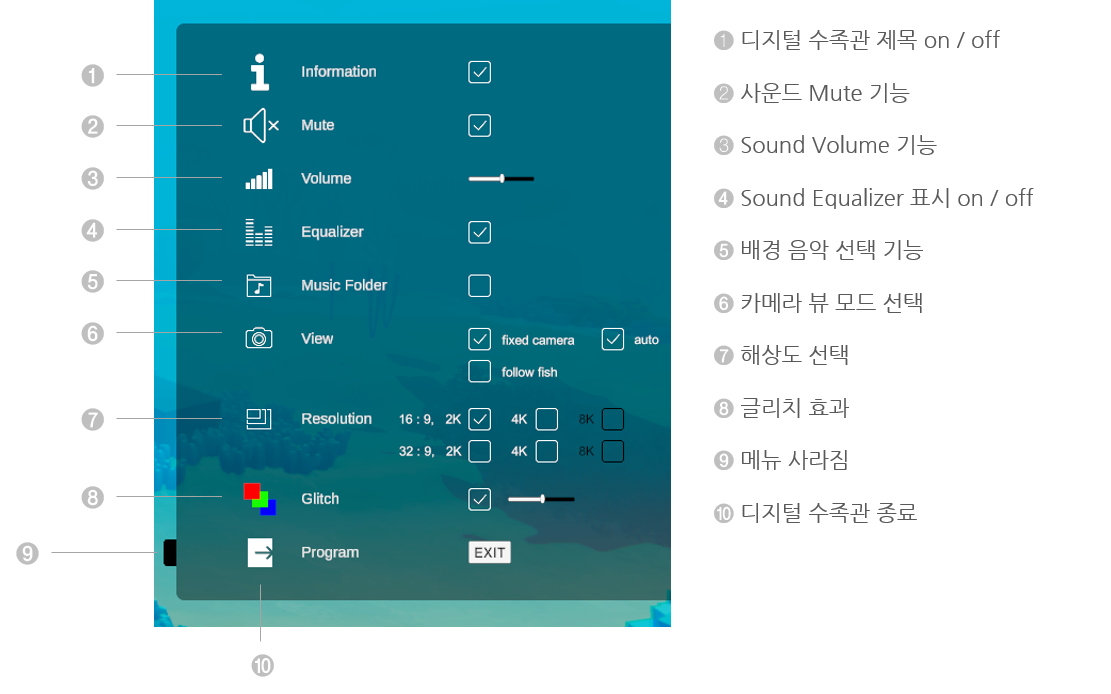 ① Information
② Mute
③ Volume
④ Equalizer
⑤ Music Folder
⑥ View fixed camera auto
follow fish
⑦ Resolution 16 : 9, 2K 4K 8K
32 : 9, 2K 4K 8K
⑧ Glitch
⑨ Program EXIT
⑩
① 디지털 수족관 제목 on / off
② 사운드 Mute 기능
③ Sound Volume 기능
④ Sound Equalizer 표시 on / off
⑤ 배경 음악 선택 기능
⑥ 카메라 뷰 모드 선택
⑦ 해상도 선택
⑧ 글리치 효과
⑨ 메뉴 사라짐
⑩ 디지털 수족관 종료